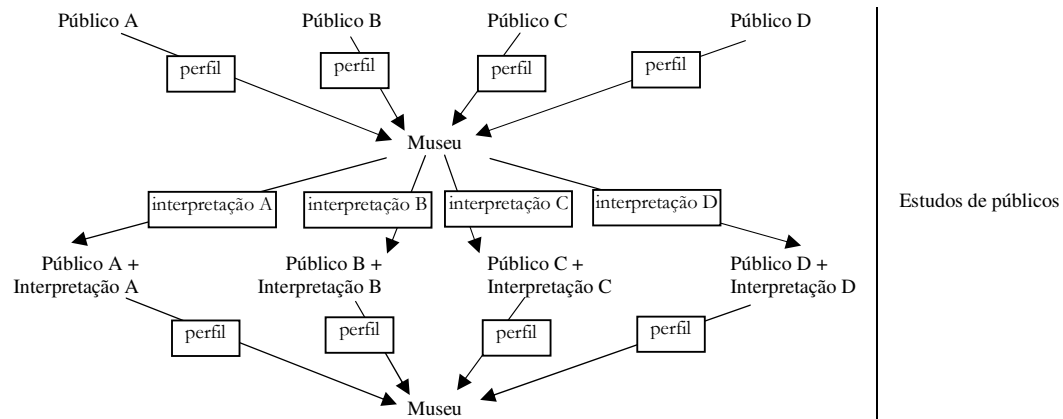 Público A
Público B
Público C
Público D
perfil
perfil
perfil
perfil
Museu
interpretação A
interpretação B
interpretação C
interpretação D
Estudos de públicos
Público A +
Interpretação A
Público B +
Interpretação B
Público C +
Interpretação C
Público D +
Interpretação D
perfil
perfil
perfil
perfil
Museu